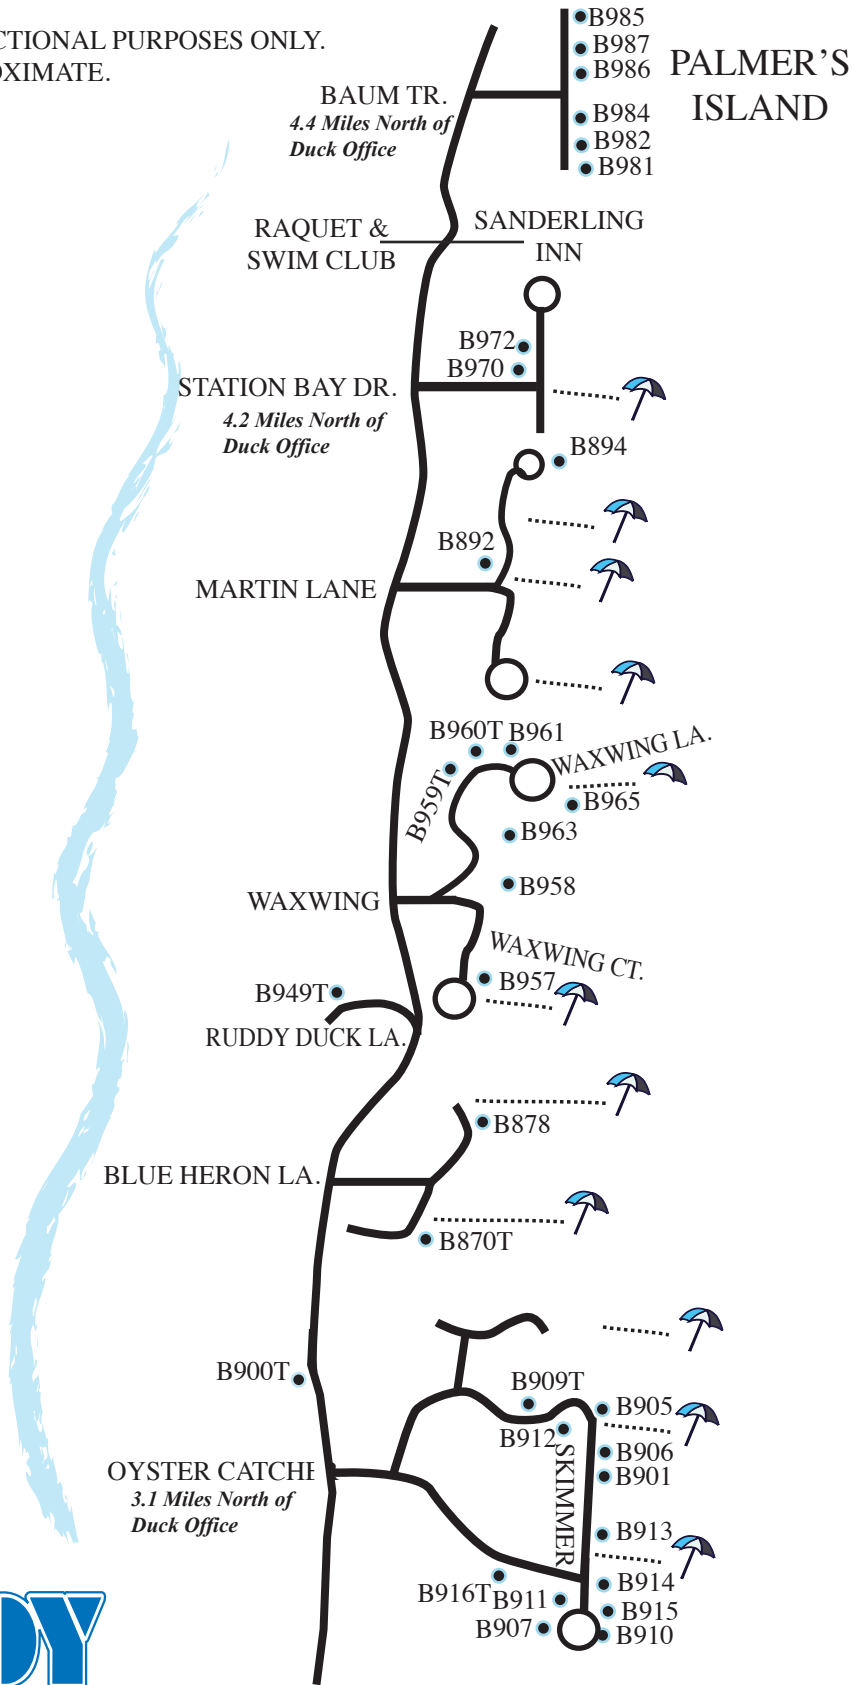 CTIONAL PURPOSES ONLY.
OXIMATE.
B985
B987
B986
PALMER'S
ISLAND
BAUM TR.
4.4 Miles North of
Duck Office
B984
B982
B981
RAQUET &
SWIM CLUB
SANDERLING
INN
B972
B970
STATION BAY DR.
4.2 Miles North of
Duck Office
B894
B892
MARTIN LANE
B960T
B961
WAXWING LA.
B959T
B965
B963
B958
WAXWING
WAXWING CT.
B957
B949T
RUDDY DUCK LA.
B878
BLUE HERON LA.
B870T
B900T
B909T
B905
B912
B906
B901
SKIMMER
OYSTER CATCHE
3.1 Miles North of
Duck Office
B913
B914
B916T
B911
B915
B907
B910
DY